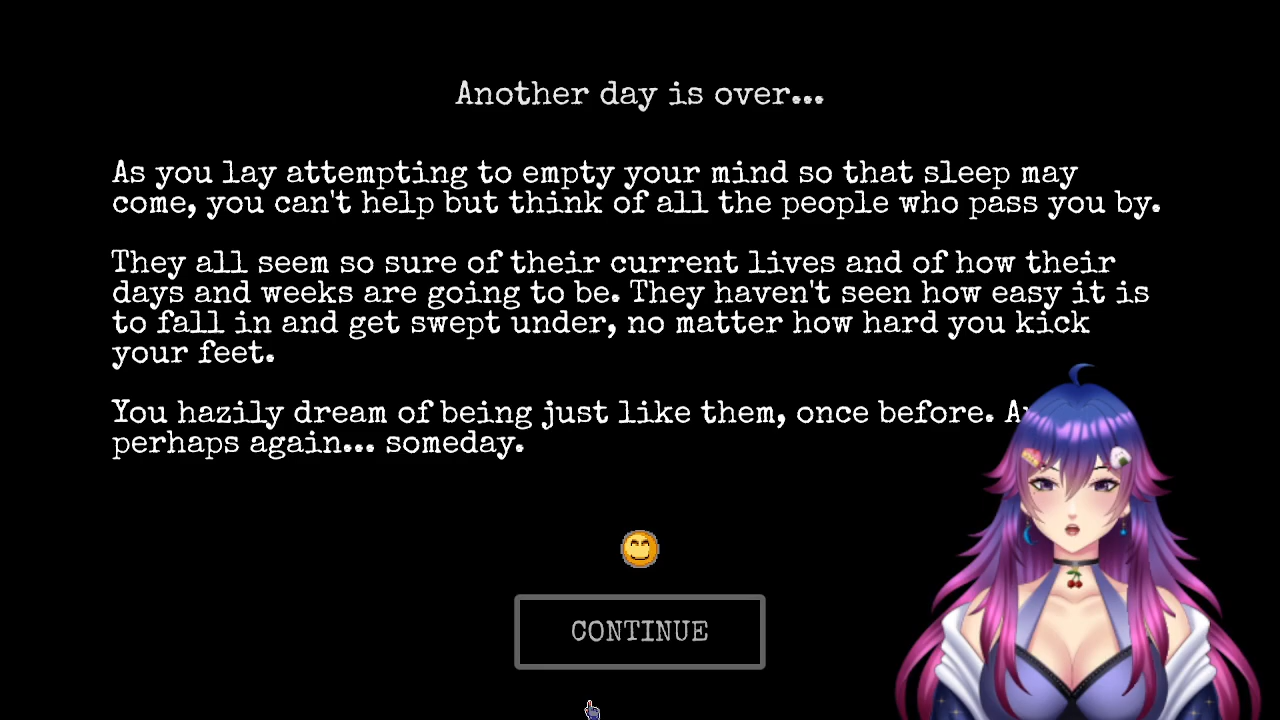 Another day is over...
As you lay attempting to empty your mind so that sleep may
come, you can't help but think of all the people who pass you by.
They all seem so sure of their current lives and of how their
days and weeks are going to be. They haven't seen how easy it is
to fall in and get swept under, no matter how hard you kick
your feet.
You hazily dream of being just like them, once before.
perhaps again... someday.
CONTINUE